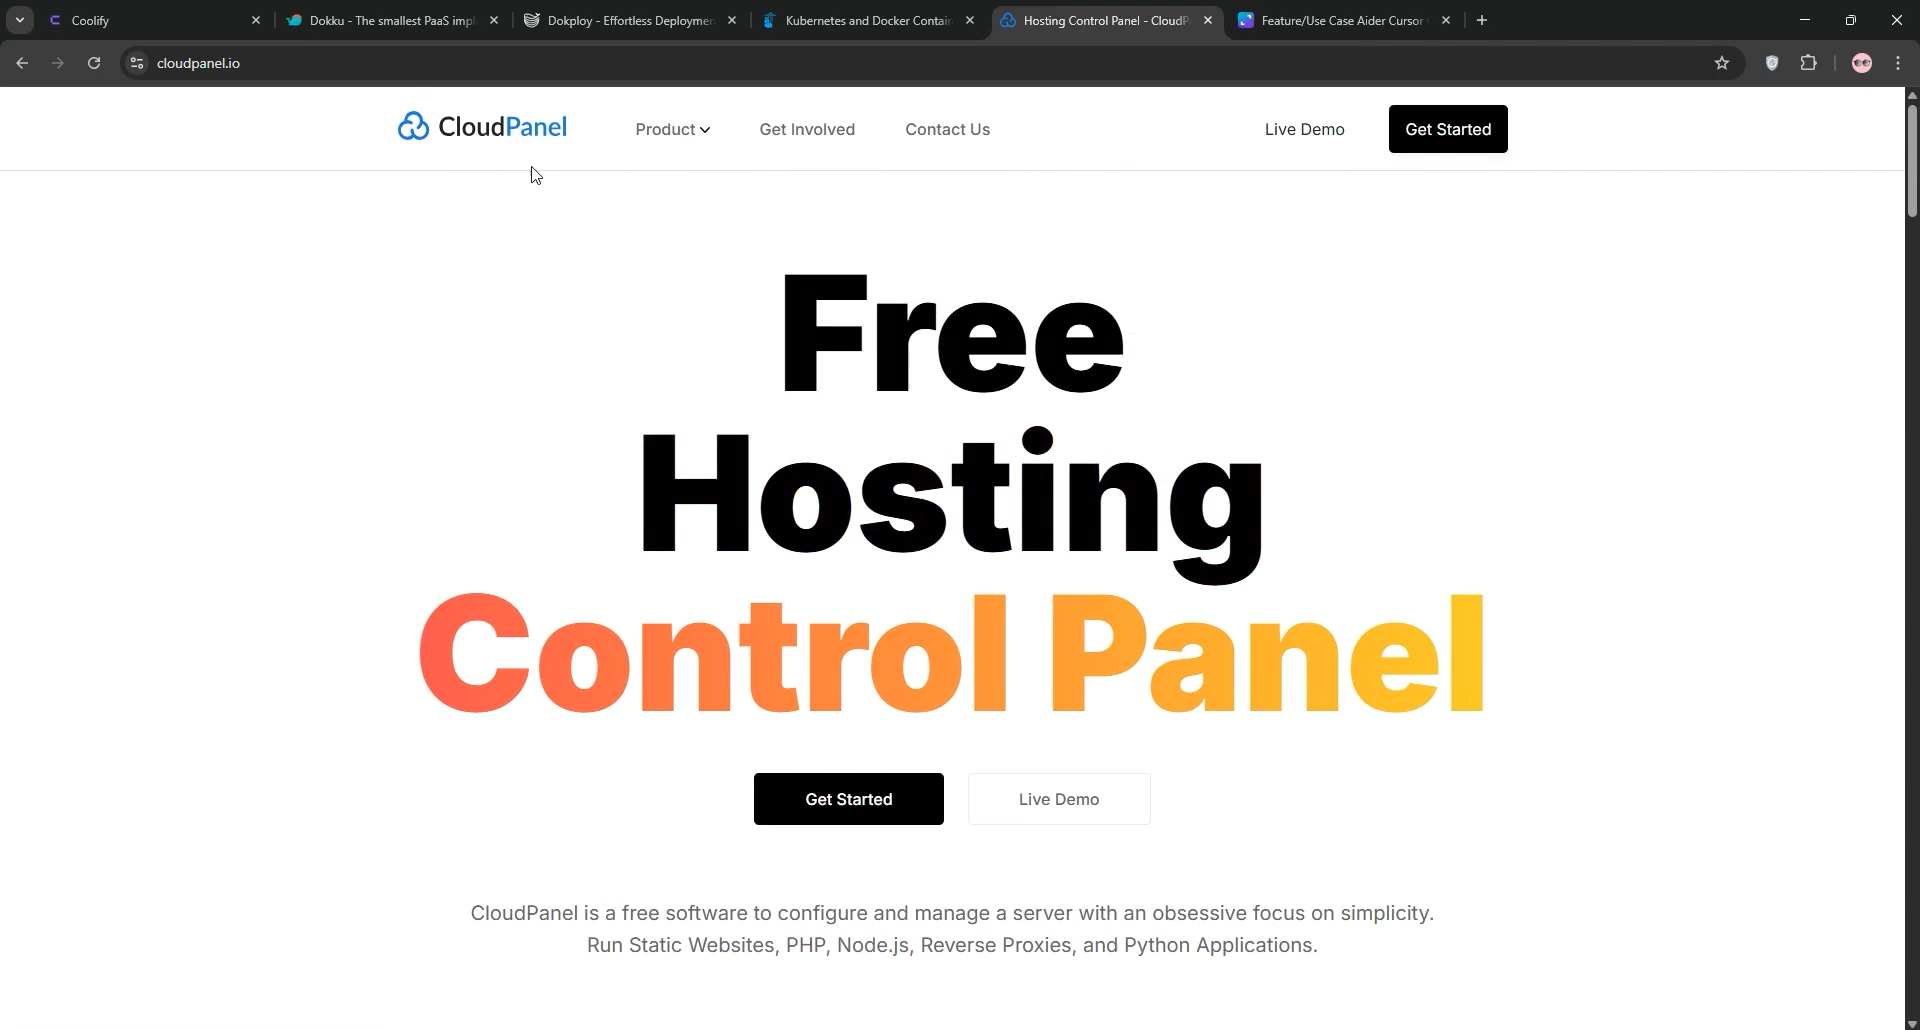 Coolify
Dokku - The smallest PaaS impl
Dokploy - Effortless Deploymen
Kubernetes and Docker Contain
Hosting Control Panel - CloudP
Feature/Use Case Aider Cursor
cloudpanel.io
CloudPanel
Product
Get Involved
Contact Us
Live Demo
Get Started
Free
Hosting
Control Panel
Get Started
Live Demo
CloudPanel is a free software to configure and manage a server with an obsessive focus on simplicity.
Run Static Websites, PHP, Node.js, Reverse Proxies, and Python Applications.